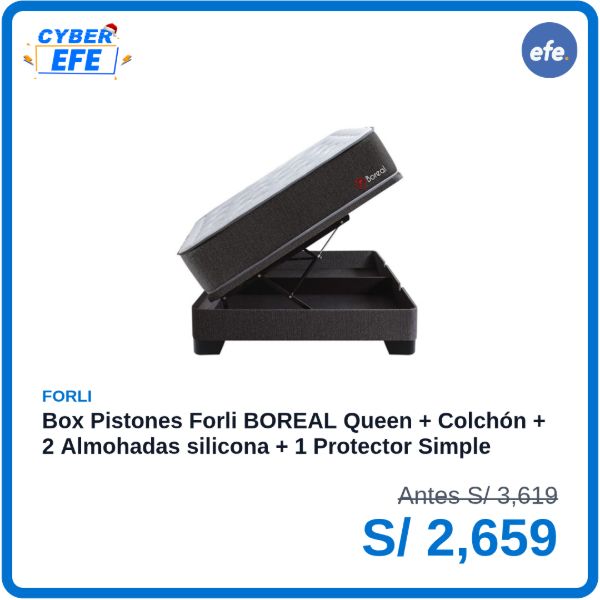 CYBER
EFE
efe.
Boreal
FORLI
Box Pistones Forli BOREAL Queen + Colchón +
2 Almohadas silicona + 1 Protector Simple
Antes S/ 3,619
S/ 2,659